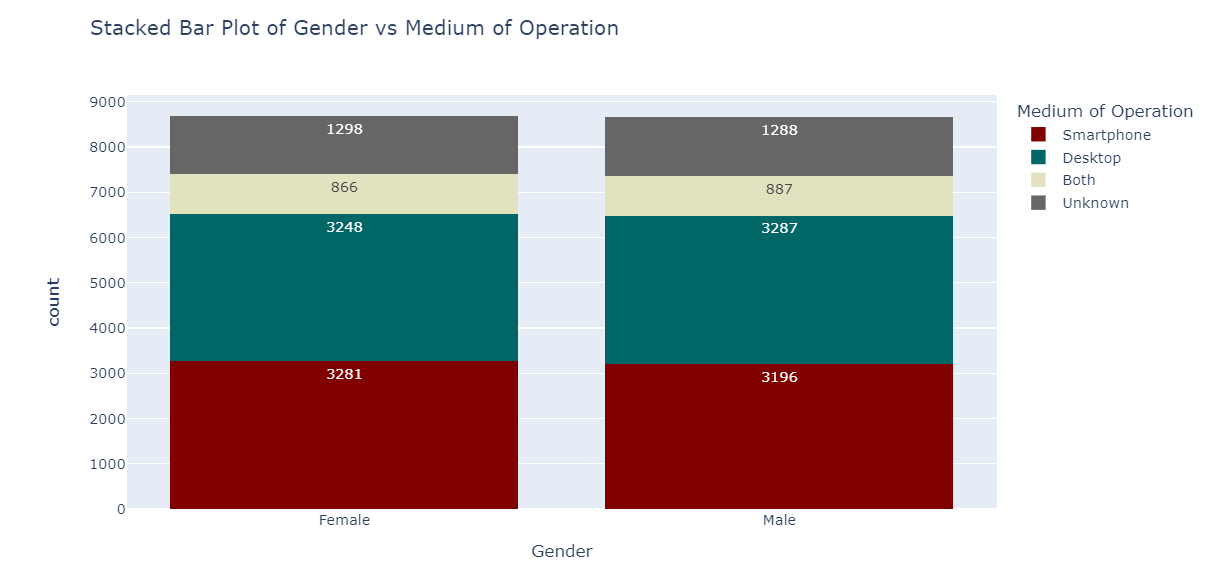 Stacked Bar Plot of Gender vs Medium of Operation
9000
8000
7000
6000
5000
4000
3000
2000
1000
0
count
1298
866
3248
3281
1288
887
3287
3196
Female
Male
Gender
Medium of Operation
Smartphone
Desktop
Both
Unknown